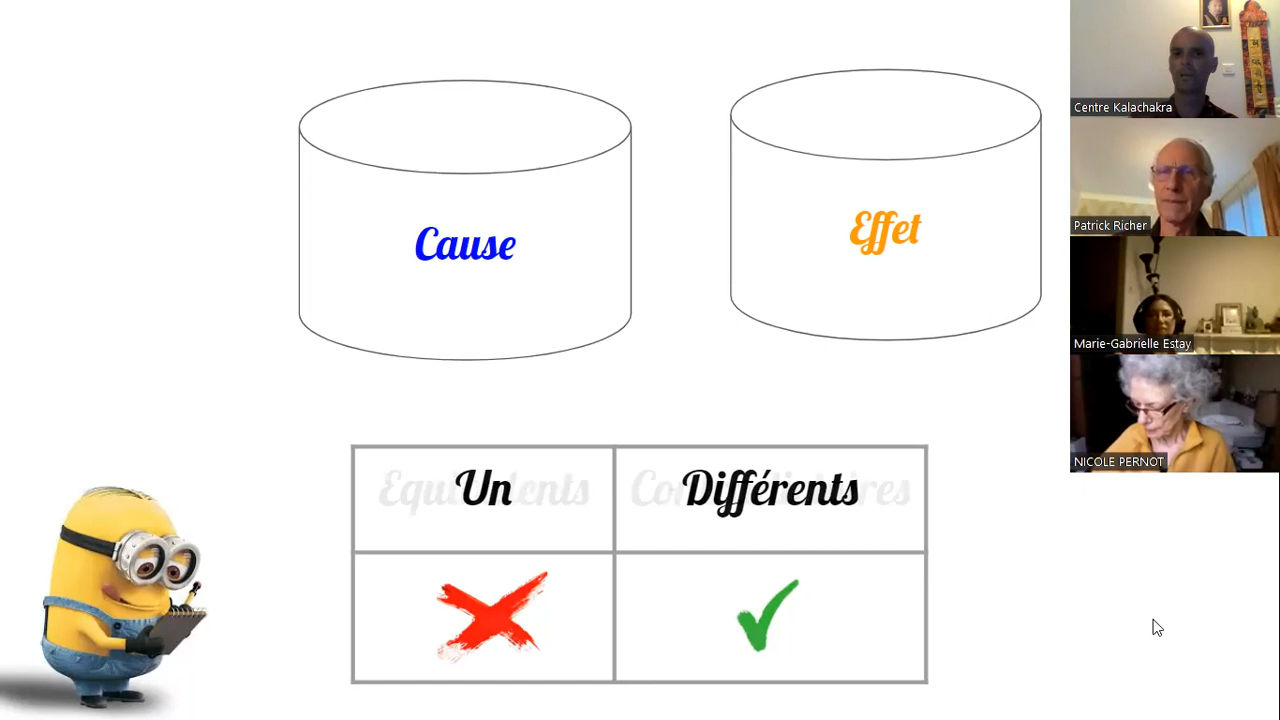 Cause
Effet
Un
Différents
Centre Kalachakra
Patrick Richer
Marie-Gabrielle Estay
NICOLE PERNOT